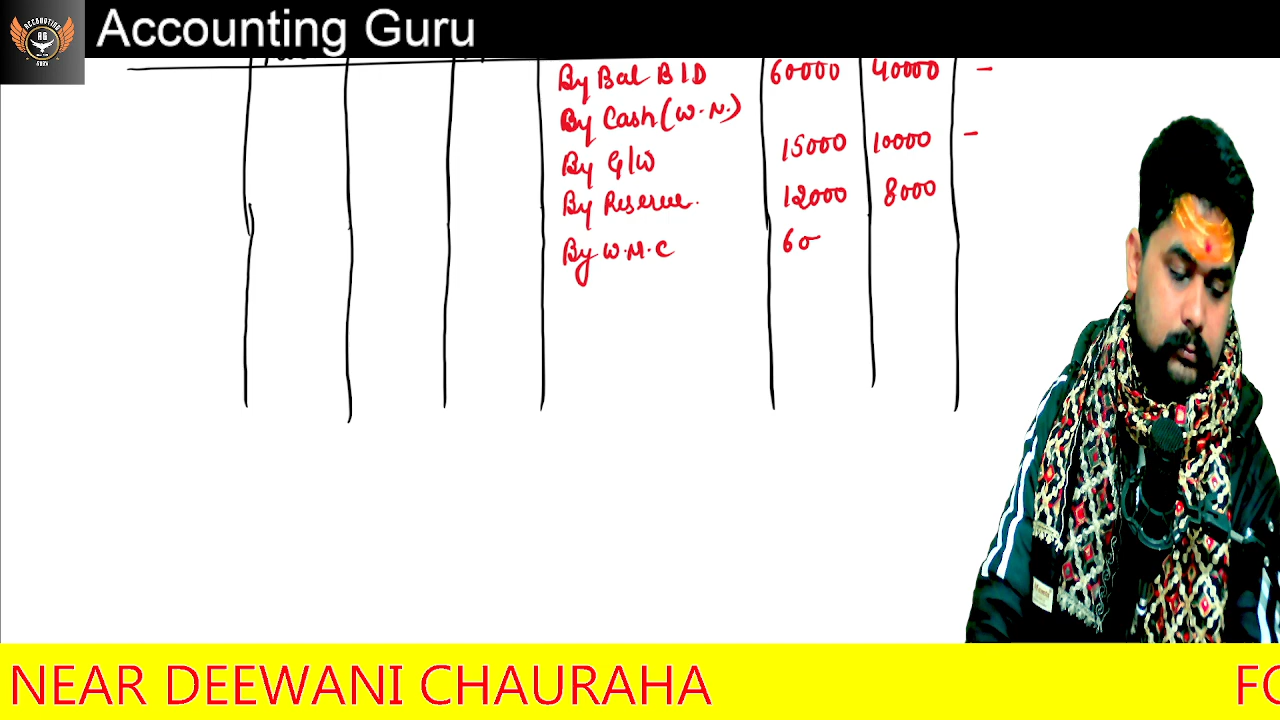 Accounting Guru
By Bal B/D 60000 40000 -
By Cash (W.N.)
By G/W 15000 10000 -
By Reserve. 12000 8000
By W.M.C 60
NEAR DEEWANI CHAURAHA FO